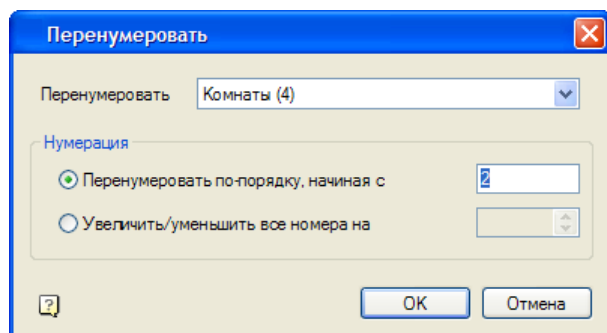 Перенумеровать
Перенумеровать Комнаты (4)
Нумерация
Перенумеровать по-порядку, начиная с 2
Увеличить/уменьшить все номера на
? OK Отмена